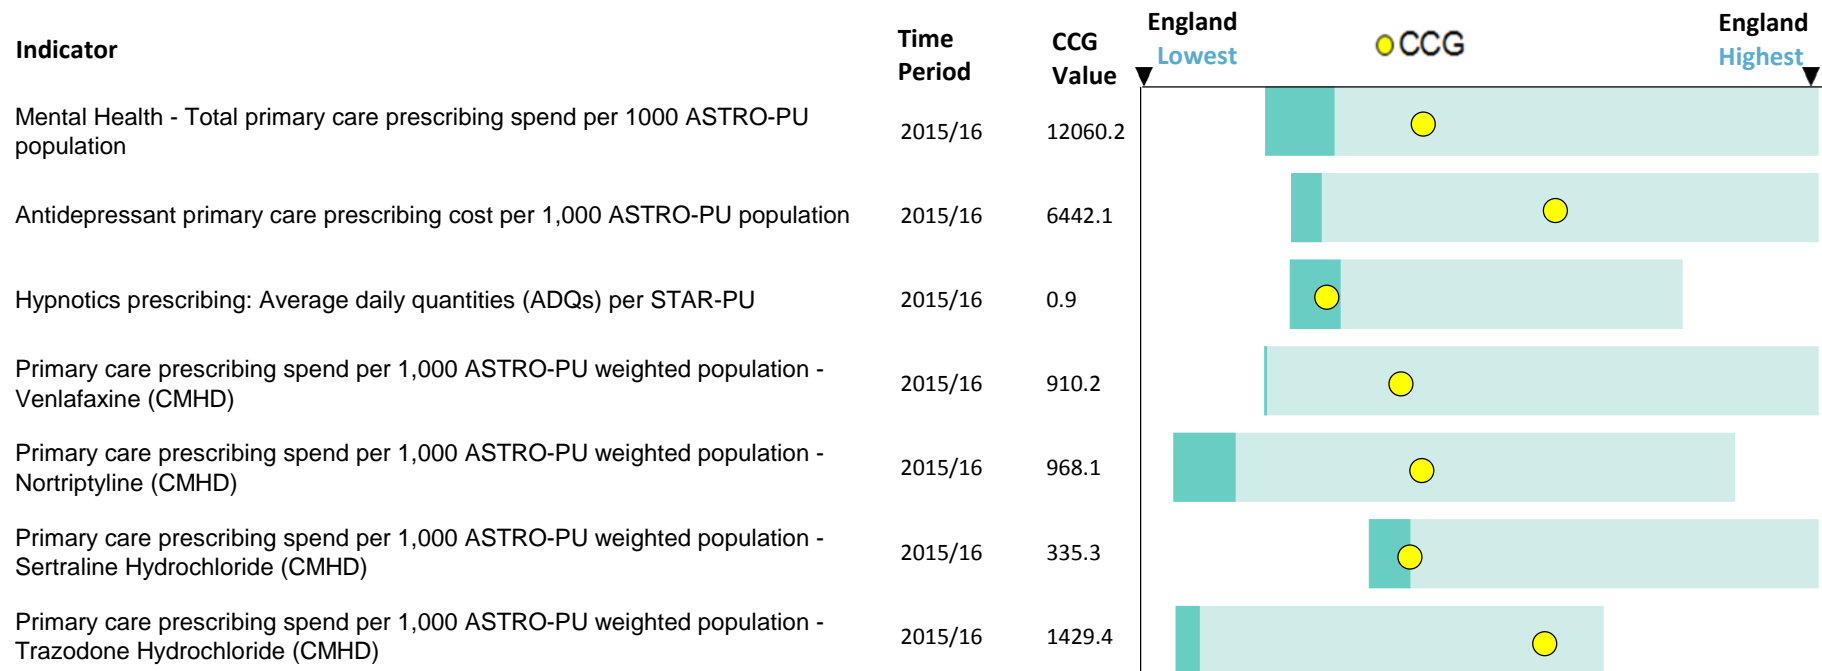 Indicator
Time
Period
CCG
Value
England
Lowest
CCG
England
Highest
Mental Health - Total primary care prescribing spend per 1000 ASTRO-PU
population
2015/16
12060.2
Antidepressant primary care prescribing cost per 1,000 ASTRO-PU population
2015/16
6442.1
Hypnotics prescribing: Average daily quantities (ADQs) per STAR-PU
2015/16
0.9
Primary care prescribing spend per 1,000 ASTRO-PU weighted population -
Venlafaxine (CMHD)
2015/16
910.2
Primary care prescribing spend per 1,000 ASTRO-PU weighted population -
Nortriptyline (CMHD)
2015/16
968.1
Primary care prescribing spend per 1,000 ASTRO-PU weighted population -
Sertraline Hydrochloride (CMHD)
2015/16
335.3
Primary care prescribing spend per 1,000 ASTRO-PU weighted population -
Trazodone Hydrochloride (CMHD)
2015/16
1429.4